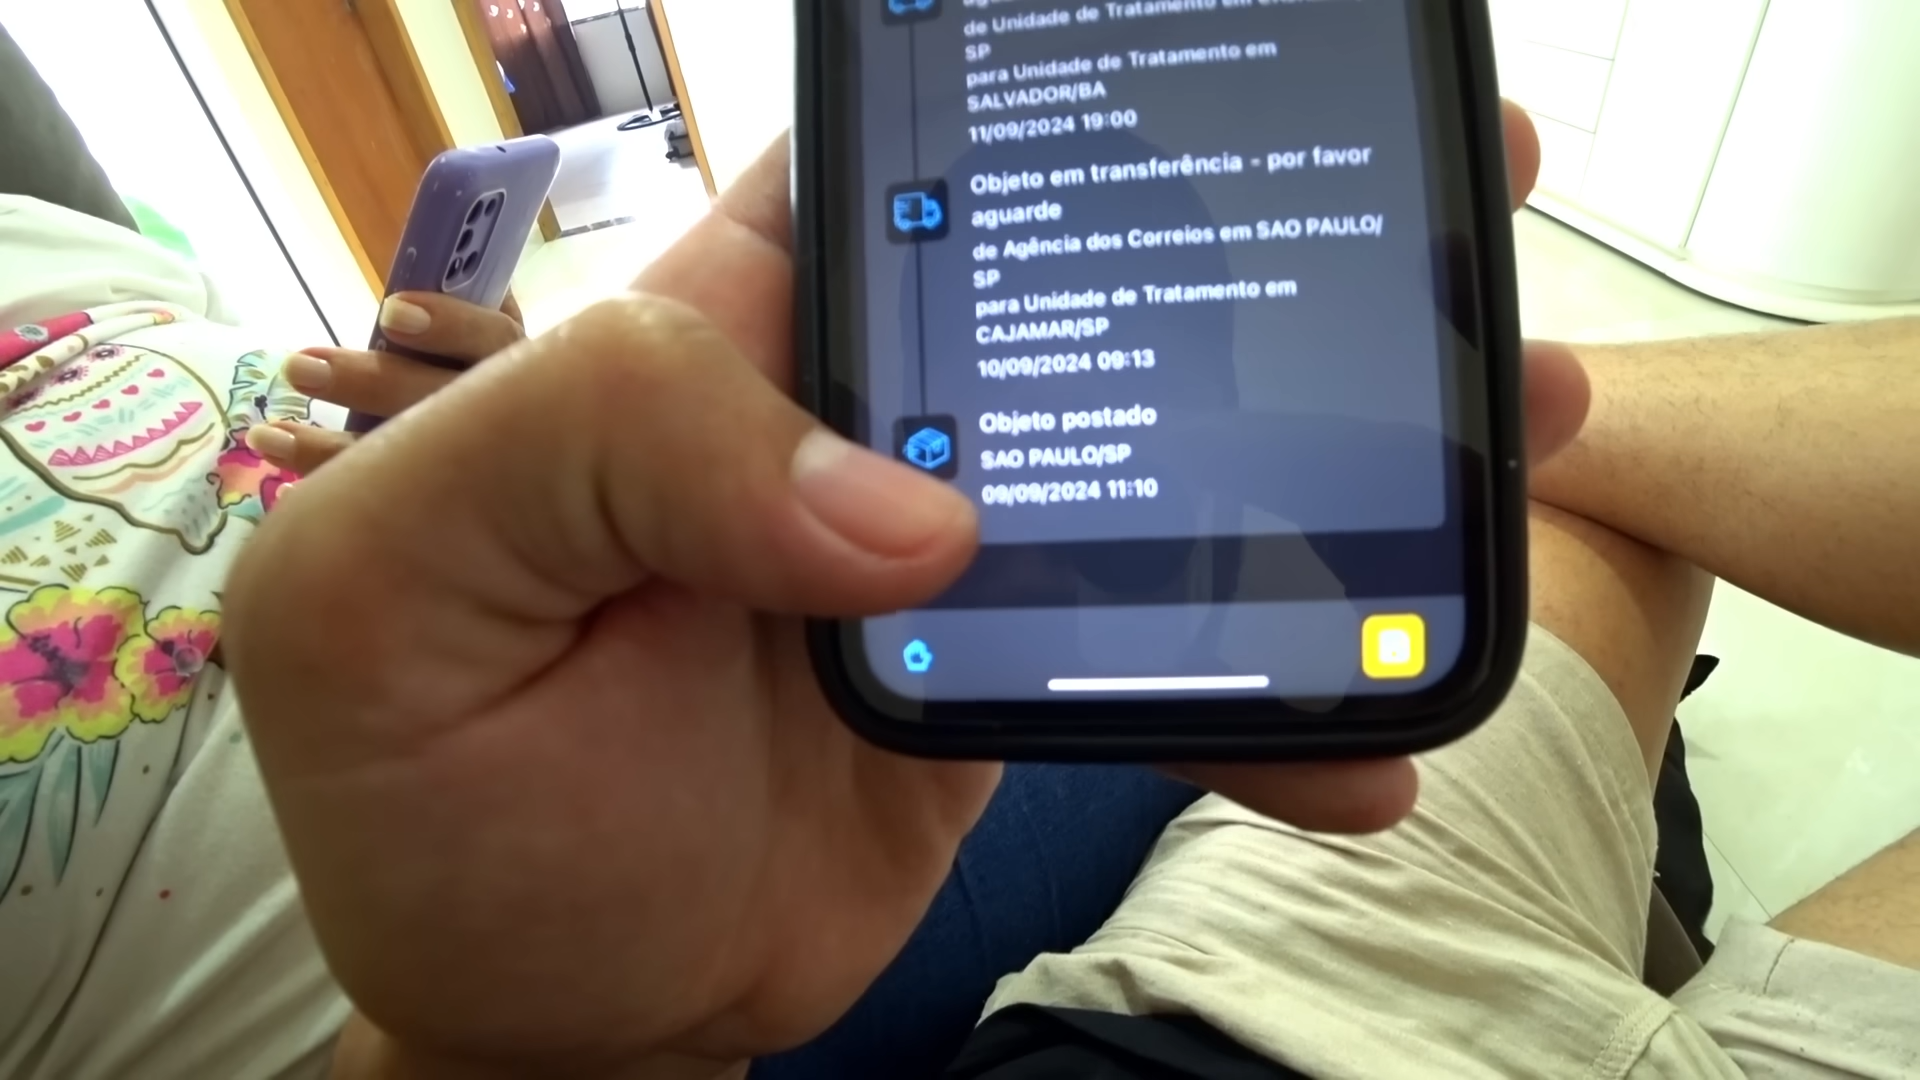 de Unidade de Tratamento em
SP
para Unidade de Tratamento em
SALVADOR/BA
11/09/2024 19:00
Objeto em transferência - por favor
aguarde
de Agência dos Correios em SAO PAULO/
SP
para Unidade de Tratamento em
CAJAMAR/SP
10/09/2024 09:13
Objeto postado
SAO PAULO/SP
09/09/2024 11:10